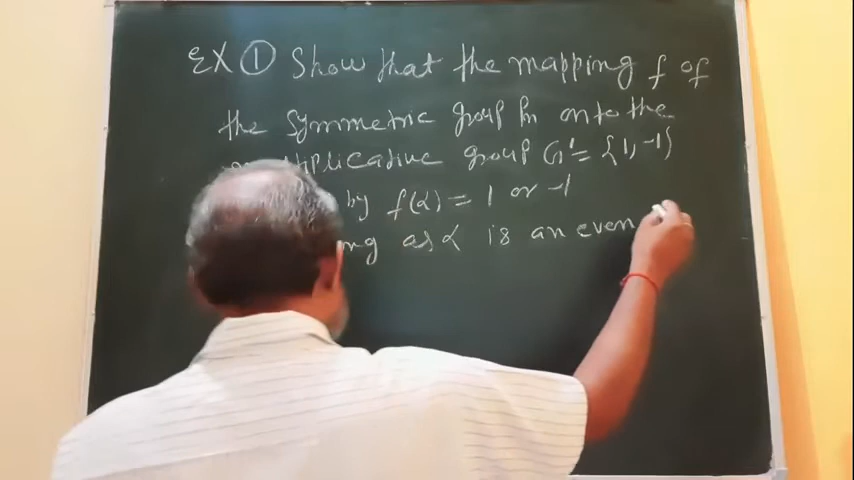 EX ① Show that the mapping f of
the Symmetric group Pn onto the
multiplicative group G' = {1, -1}
by f(α) = 1 or -1
as α is an even